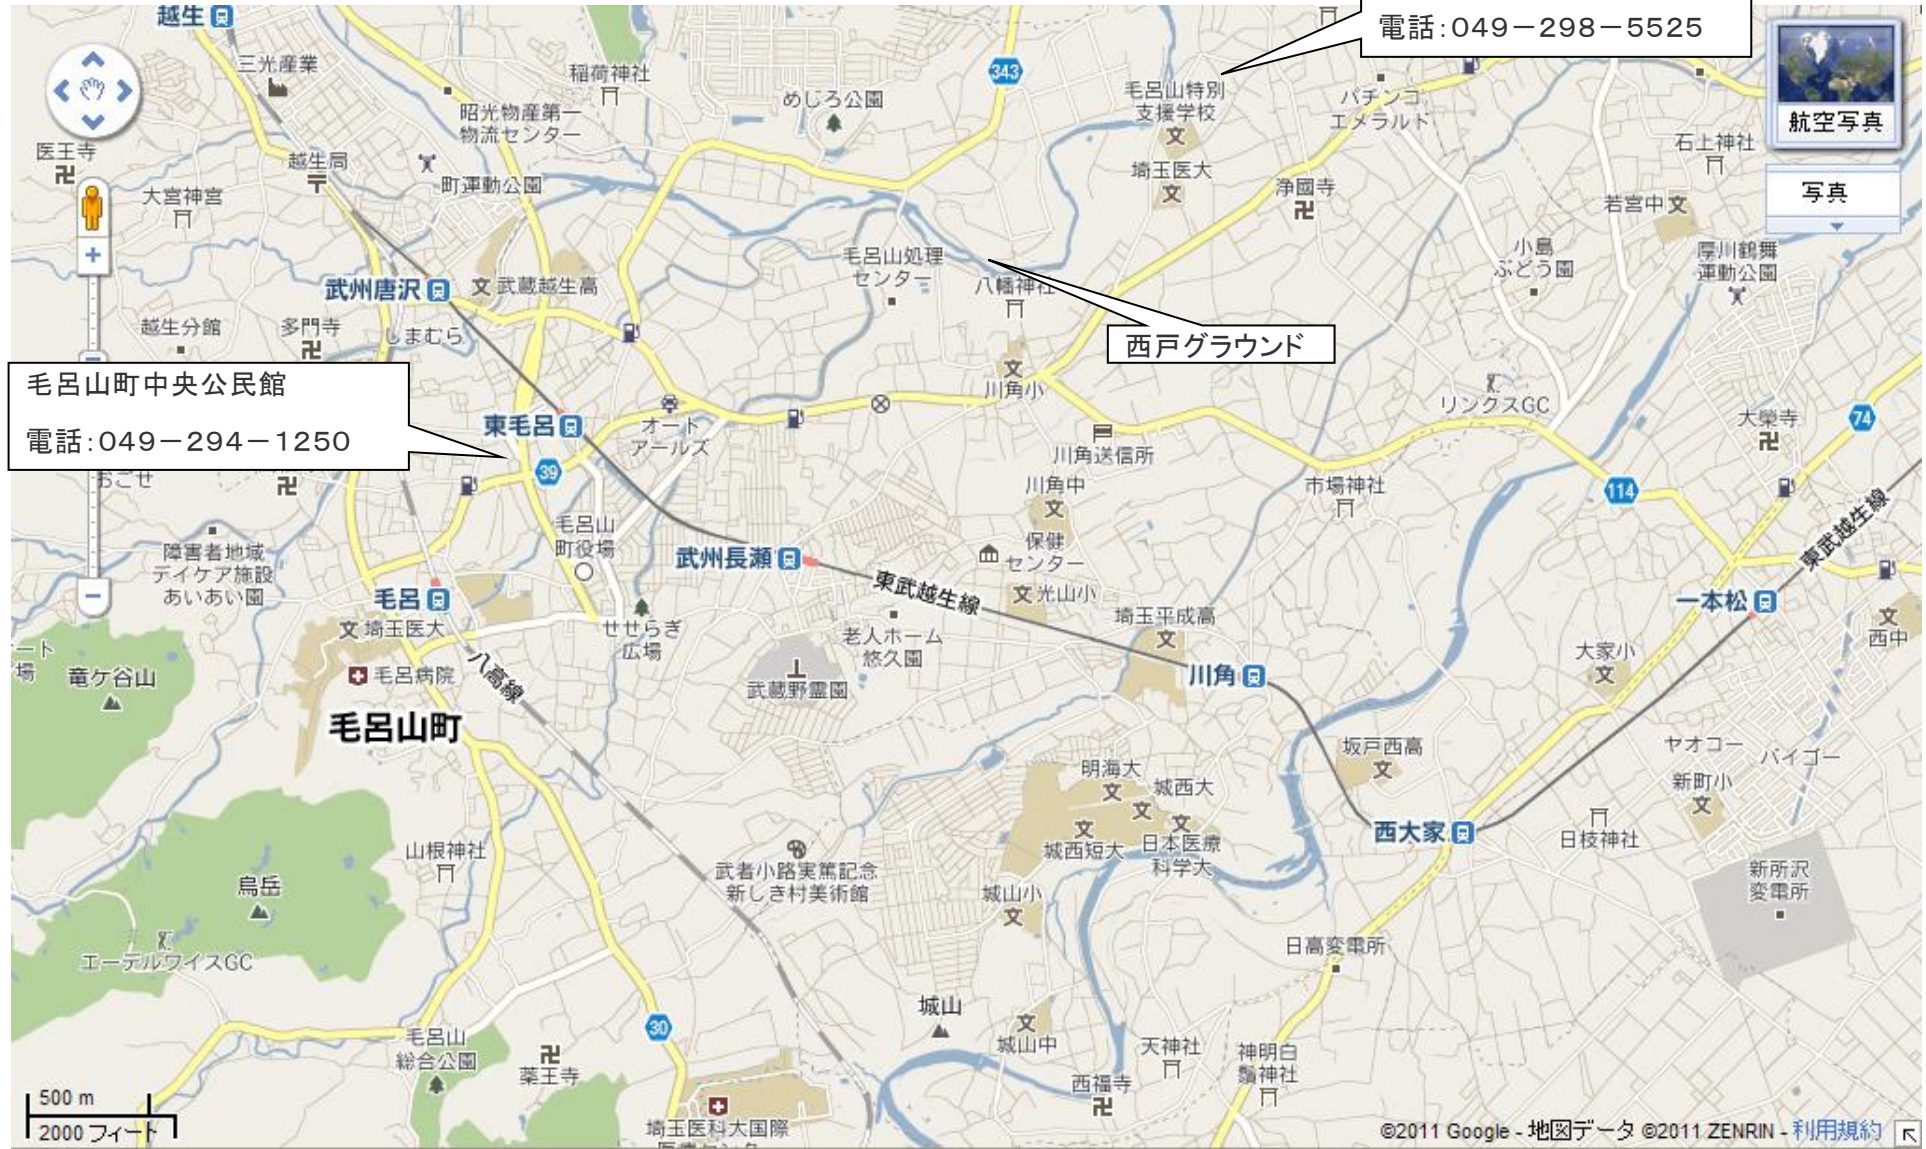 越生
電話:049－298－5525
三光産業
稲荷神社
343
毛呂山特別
支援学校
めじろ公園
パチンコ
エメラルド
昭光物産第一
物流センター
航空写真
医王寺
越生局
石上神社
町運動公園
埼玉医大
大宮神宮
浄國寺
写真
若宮中
毛呂山処理
センター
小島
ぶどう園
厚川鶴舞
運動公園
武州唐沢
武蔵越生高
八幡神社
越生分館
多門寺
しまむら
西戸グラウンド
毛呂山町中央公民館
電話:049－294－1250
川角小
リンクスGC
東毛呂
オート
アールズ
大榮寺
74
川角送信所
39
おごせ
川角中
市場神社
114
毛呂山
町役場
障害者地域
デイケア施設
あいあい園
武州長瀬
保健
センター
東武越生線
東武越生線
毛呂
光山小
一本松
埼玉平成高
埼玉医大
せせらぎ
広場
老人ホーム
悠久園
西中
ート
場
大家小
竜ケ谷山
毛呂病院
八高線
武蔵野霊園
川角
毛呂山町
坂戸西高
ヤオコー
バイゴー
明海大
城西大
新町小
西大家
日枝神社
城西短大
日本医療
科学大
山根神社
武者小路実篤記念
新しき村美術館
新所沢
変電所
烏岳
城山小
エーデルワイスGC
日高変電所
城山
30
毛呂山
総合公園
城山中
天神社
神明白
鬚神社
薬王寺
西福寺
500 m
2000 フィート
埼玉医科大国際
©2011 Google - 地図データ ©2011 ZENRIN - 利用規約